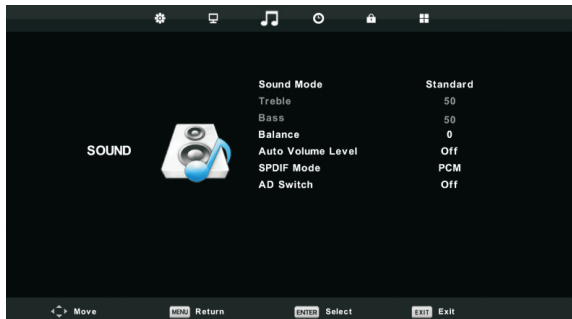 Sound Mode Standard
Treble 50
Bass 50
Balance 0
SOUND
Auto Volume Level Off
SPDIF Mode PCM
AD Switch Off
Move MENU Return ENTER Select EXIT Exit